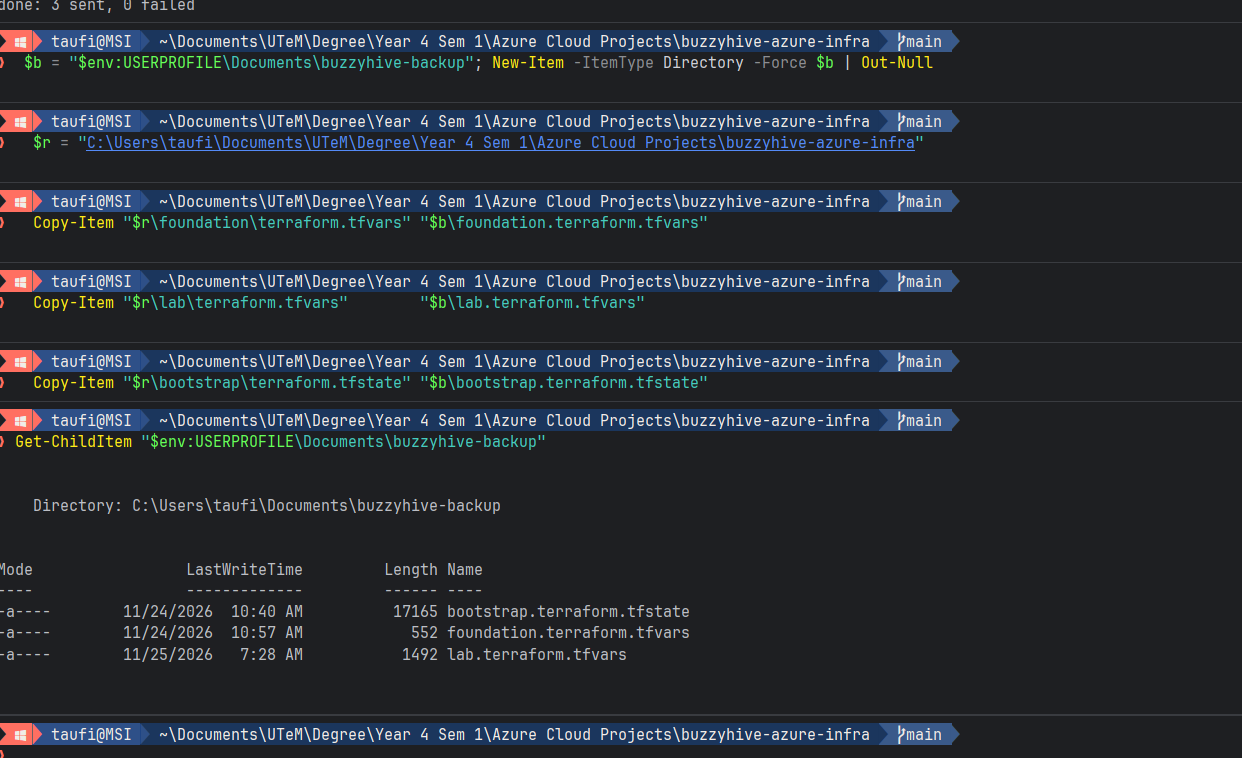 done: 3 sent, 0 failed
taufi@MSI ~\Documents\UTeM\Degree\Year 4 Sem 1\Azure Cloud Projects\buzzyhive-azure-infra main
$b = "$env:USERPROFILE\Documents\buzzyhive-backup"; New-Item -ItemType Directory -Force $b | Out-Null
taufi@MSI ~\Documents\UTeM\Degree\Year 4 Sem 1\Azure Cloud Projects\buzzyhive-azure-infra main
$r = "C:\Users\taufi\Documents\UTeM\Degree\Year 4 Sem 1\Azure Cloud Projects\buzzyhive-azure-infra"
taufi@MSI ~\Documents\UTeM\Degree\Year 4 Sem 1\Azure Cloud Projects\buzzyhive-azure-infra main
Copy-Item "$r\foundation\terraform.tfvars" "$b\foundation.terraform.tfvars"
taufi@MSI ~\Documents\UTeM\Degree\Year 4 Sem 1\Azure Cloud Projects\buzzyhive-azure-infra main
Copy-Item "$r\lab\terraform.tfvars" "$b\lab.terraform.tfvars"
taufi@MSI ~\Documents\UTeM\Degree\Year 4 Sem 1\Azure Cloud Projects\buzzyhive-azure-infra main
Copy-Item "$r\bootstrap\terraform.tfstate" "$b\bootstrap.terraform.tfstate"
taufi@MSI ~\Documents\UTeM\Degree\Year 4 Sem 1\Azure Cloud Projects\buzzyhive-azure-infra main
Get-ChildItem "$env:USERPROFILE\Documents\buzzyhive-backup"
Directory: C:\Users\taufi\Documents\buzzyhive-backup
Mode LastWriteTime Length Name
---- ------------- ------ ----
-a---- 11/24/2026 10:40 AM 17165 bootstrap.terraform.tfstate
-a---- 11/24/2026 10:57 AM 552 foundation.terraform.tfvars
-a---- 11/25/2026 7:28 AM 1492 lab.terraform.tfvars
taufi@MSI ~\Documents\UTeM\Degree\Year 4 Sem 1\Azure Cloud Projects\buzzyhive-azure-infra main